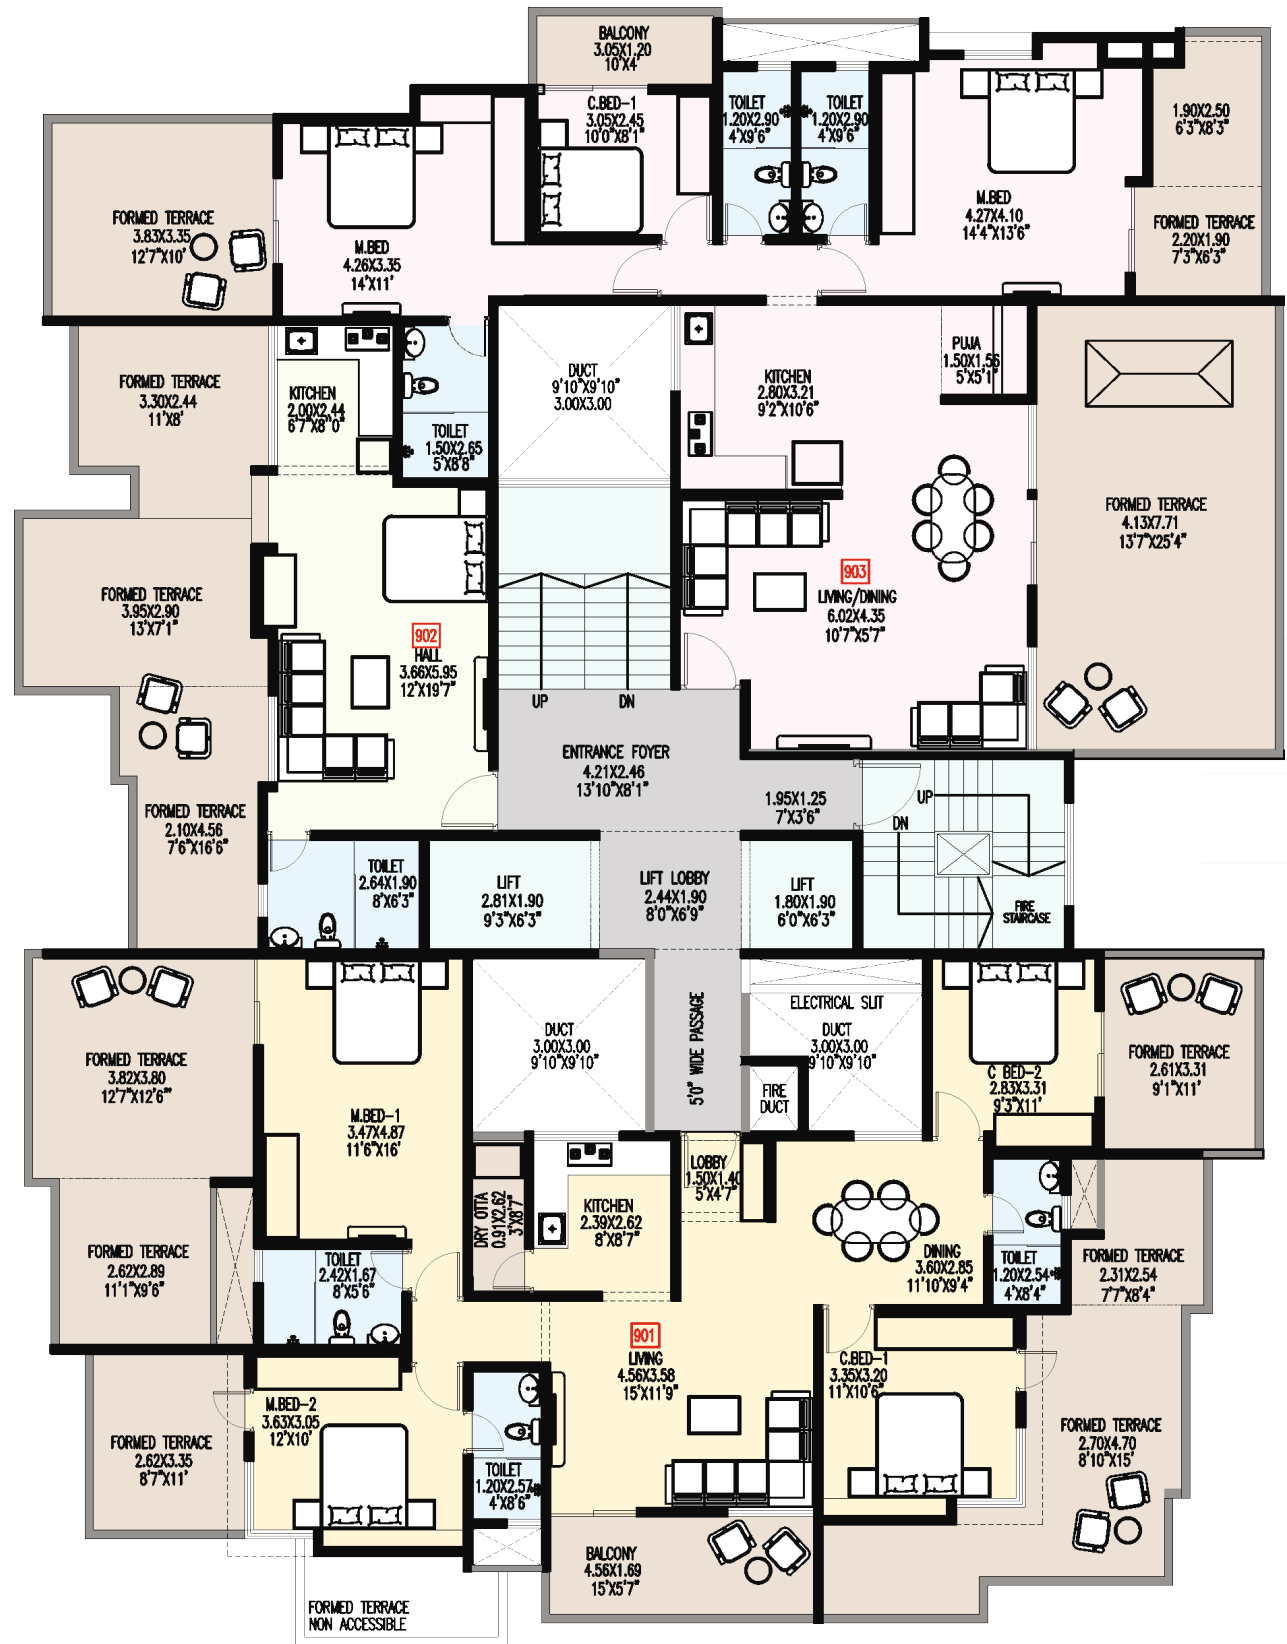 BALCONY
3.05X1.20
10'X4'
C.BED-1
3.05X2.45
10'0"X8'1"
TOILET
1.20X2.90
4'X9'6"
TOILET
1.20X2.90
4'X9'6"
1.90X2.50
6'3"X8'3"
M.BED
4.27X4.10
14'4"X13'6"
FORMED TERRACE
2.20X1.90
7'3"X6'3"
FORMED TERRACE
3.83X3.35
12'7"X10'
M.BED
4.26X3.35
14'X11'
FORMED TERRACE
3.30X2.44
11'X8'
KITCHEN
2.00X2.44
6'7"X8'0"
TOILET
1.50X2.65
5'X8'8"
DUCT
9'10"X9'10"
3.00X3.00
KITCHEN
2.80X3.21
9'2"X10'6"
PUJA
1.50X1.56
5'X5'1"
FORMED TERRACE
4.13X7.71
13'7"X25'4"
FORMED TERRACE
3.95X2.90
13'X7'1"
902
HALL
3.66X5.95
12'X19'7"
903
LIVING/DINING
6.02X4.35
10'7"X5'7"
UP
DN
ENTRANCE FOYER
4.21X2.46
13'10"X8'1"
1.95X1.25
7'X3'6"
UP
DN
FIRE
STAIRCASE
FORMED TERRACE
2.10X4.56
7'6"X16'6"
TOILET
2.64X1.90
8'X6'3"
LIFT
2.81X1.90
9'3"X6'3"
LIFT LOBBY
2.44X1.90
8'0"X6'9"
LIFT
1.80X1.90
6'0"X6'3"
FORMED TERRACE
3.82X3.80
12'7"X12'6"
M.BED-1
3.47X4.87
11'6"X16'
DUCT
3.00X3.00
9'10"X9'10"
5'0" WIDE PASSAGE
ELECTRICAL SLIT
DUCT
3.00X3.00
9'10"X9'10"
FIRE
DUCT
C BED-2
2.83X3.31
9'3"X11'
FORMED TERRACE
2.61X3.31
9'1"X11'
LOBBY
1.50X1.40
5'X4'7"
DRY OTTA
0.91X2.62
3'X8'7"
KITCHEN
2.39X2.62
8'X8'7"
DINING
3.60X2.85
11'10"X9'4"
TOILET
1.20X2.54
4'X8'4"
FORMED TERRACE
2.31X2.54
7'7"X8'4"
FORMED TERRACE
2.62X2.89
11'1"X9'6"
TOILET
2.42X1.67
8'X5'6"
901
LIVING
4.56X3.58
15'X11'9"
C.BED-1
3.35X3.20
11'X10'6"
M.BED-2
3.63X3.05
12'X10'
FORMED TERRACE
2.62X3.35
8'7"X11'
TOILET
1.20X2.57
4'X8'6"
FORMED TERRACE
2.70X4.70
8'10"X15'
BALCONY
4.56X1.69
15'X5'7"
FORMED TERRACE
NON ACCESSIBLE